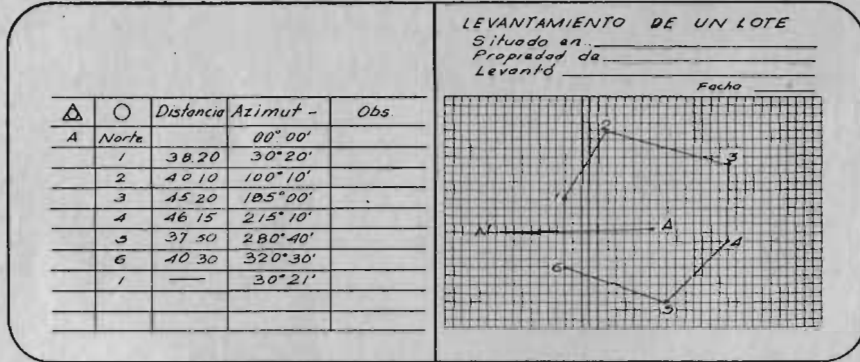 LEVANTAMIENTO DE UN LOTE
Situado en
Propiedad de
Levantó
Fecha
Distancia Azimut - Obs.
A Norte 00° 00'
1 38.20 30° 20'
2 40 10 100° 10'
3 45 20 185° 00'
4 46 15 215° 10'
5 37 50 280° 40'
6 40 30 320° 30'
1 — 30° 21'
2
3
1
N A
4
6
5